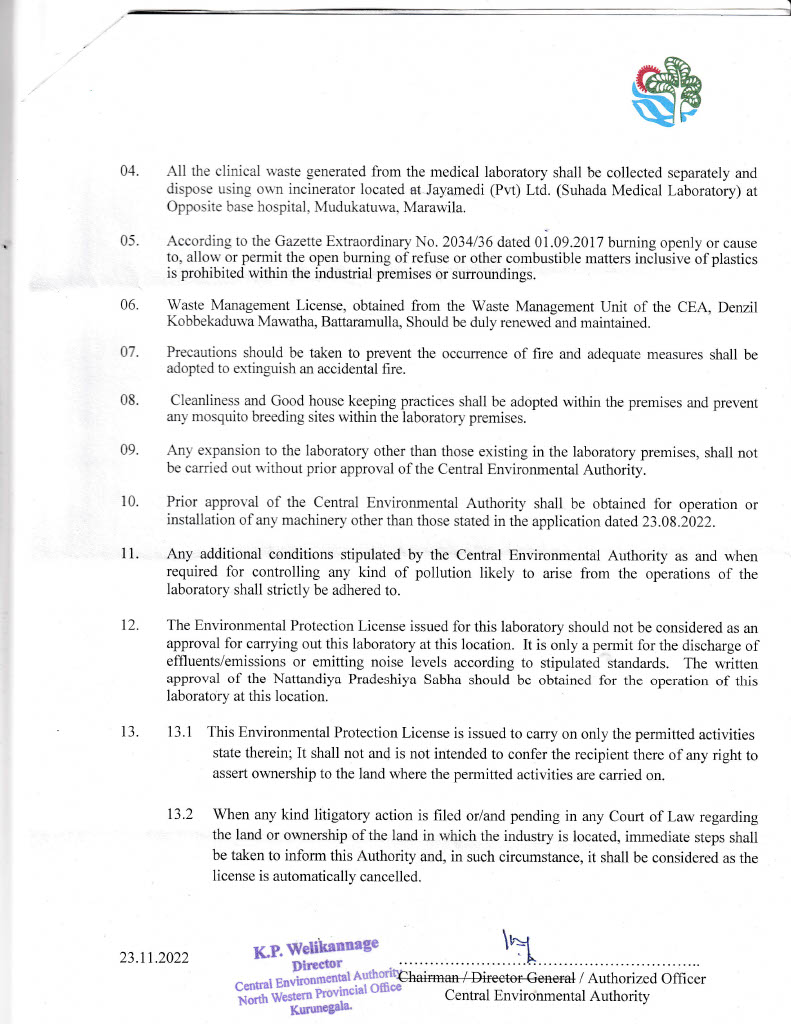 04. All the clinical waste generated from the medical laboratory shall be collected separately and
dispose using own incinerator located at Jayamedi (Pvt) Ltd. (Suhada Medical Laboratory) at
Opposite base hospital, Mudukatuwa, Marawila.
05. According to the Gazette Extraordinary No. 2034/36 dated 01.09.2017 burning openly or cause
to, allow or permit the open burning of refuse or other combustible matters inclusive of plastics
is prohibited within the industrial premises or surroundings.
06. Waste Management License, obtained from the Waste Management Unit of the CEA, Denzil
Kobbekaduwa Mawatha, Battaramulla, Should be duly renewed and maintained.
07. Precautions should be taken to prevent the occurrence of fire and adequate measures shall be
adopted to extinguish an accidental fire.
08. Cleanliness and Good house keeping practices shall be adopted within the premises and prevent
any mosquito breeding sites within the laboratory premises.
09. Any expansion to the laboratory other than those existing in the laboratory premises, shall not
be carried out without prior approval of the Central Environmental Authority.
10. Prior approval of the Central Environmental Authority shall be obtained for operation or
installation of any machinery other than those stated in the application dated 23.08.2022.
11. Any additional conditions stipulated by the Central Environmental Authority as and when
required for controlling any kind of pollution likely to arise from the operations of the
laboratory shall strictly be adhered to.
12. The Environmental Protection License issued for this laboratory should not be considered as an
approval for carrying out this laboratory at this location. It is only a permit for the discharge of
effluents/emissions or emitting noise levels according to stipulated standards. The written
approval of the Nattandiya Pradeshiya Sabha should be obtained for the operation of this
laboratory at this location.
13. 13.1 This Environmental Protection License is issued to carry on only the permitted activities
state therein; It shall not and is not intended to confer the recipient there of any right to
assert ownership to the land where the permitted activities are carried on.
13.2 When any kind litigatory action is filed or/and pending in any Court of Law regarding
the land or ownership of the land in which the industry is located, immediate steps shall
be taken to inform this Authority and, in such circumstance, it shall be considered as the
license is automatically cancelled.
23.11.2022
K.P. Welikannage
Director
Central Environmental Authority
North Western Provincial Office
Kurunegala.
Chairman / Director General / Authorized Officer
Central Environmental Authority